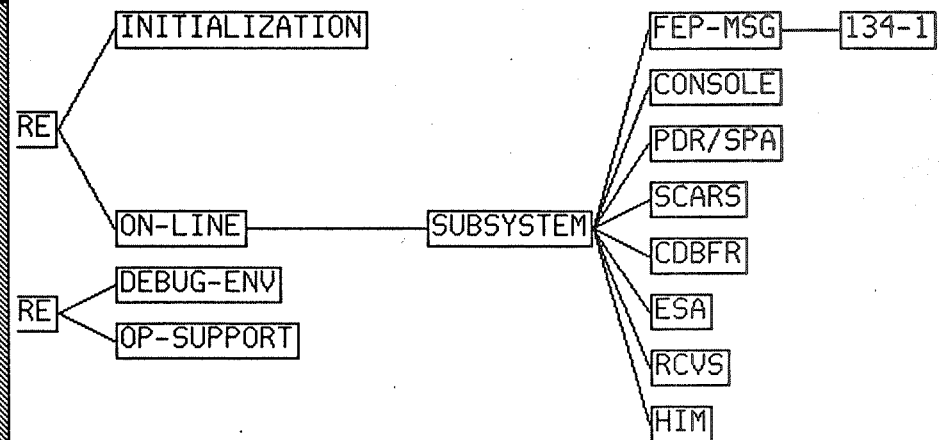 INITIALIZATION
FEP-MSG
134-1
CONSOLE
RE
PDR/SPA
SCARS
ON-LINE
SUBSYSTEM
CDBFR
DEBUG-ENV
RE
ESA
OP-SUPPORT
RCVS
HIM